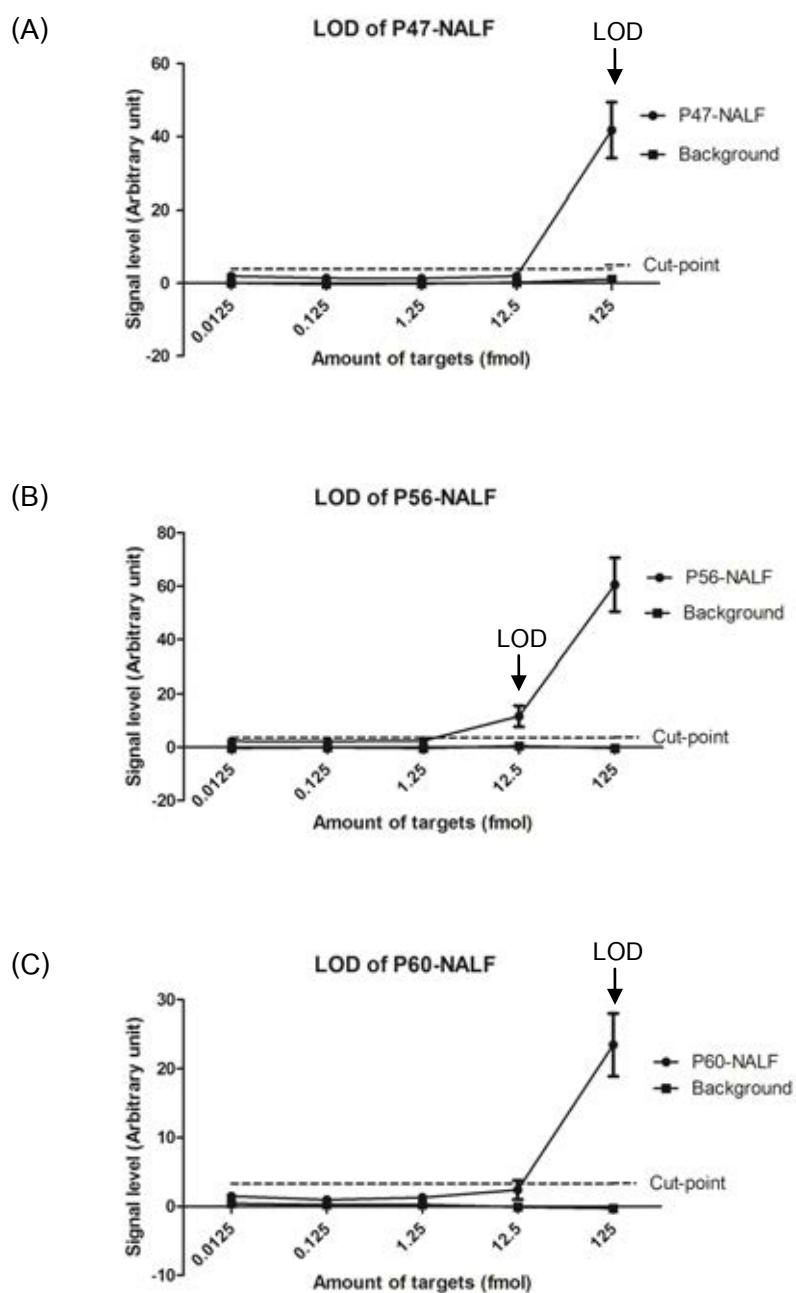 (A)
LOD of P47-NALF
LOD
60
40
20
0
-20
Signal level (Arbitrary unit)
P47-NALF
Background
Cut-point
0.0125
0.125
1.25
12.5
125
Amount of targets (fmol)
(B)
LOD of P56-NALF
80
60
40
20
0
-20
Signal level (Arbitrary unit)
LOD
P56-NALF
Background
Cut-point
0.0125
0.125
1.25
12.5
125
Amount of targets (fmol)
(C)
LOD of P60-NALF
LOD
30
20
10
0
-10
Signal level (Arbitrary unit)
P60-NALF
Background
Cut-point
0.0125
0.125
1.25
12.5
125
Amount of targets (fmol)